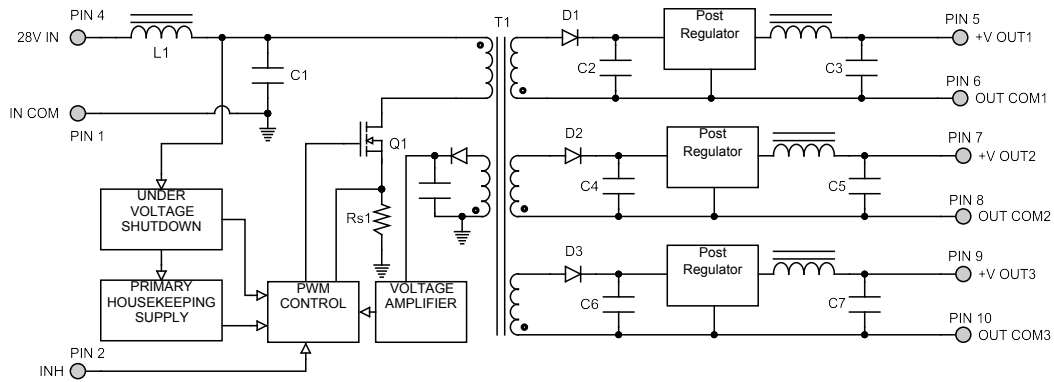 PIN 4
28V IN
L1
C1
IN COM
PIN 1
T1
D1
Post
Regulator
C2
C3
PIN 5
+V OUT1
PIN 6
OUT COM1
Q1
Rs1
D2
Post
Regulator
C4
C5
PIN 7
+V OUT2
PIN 8
OUT COM2
UNDER
VOLTAGE
SHUTDOWN
PRIMARY
HOUSEKEEPING
SUPPLY
PWM
CONTROL
VOLTAGE
AMPLIFIER
D3
Post
Regulator
C6
C7
PIN 9
+V OUT3
PIN 10
OUT COM3
PIN 2
INH